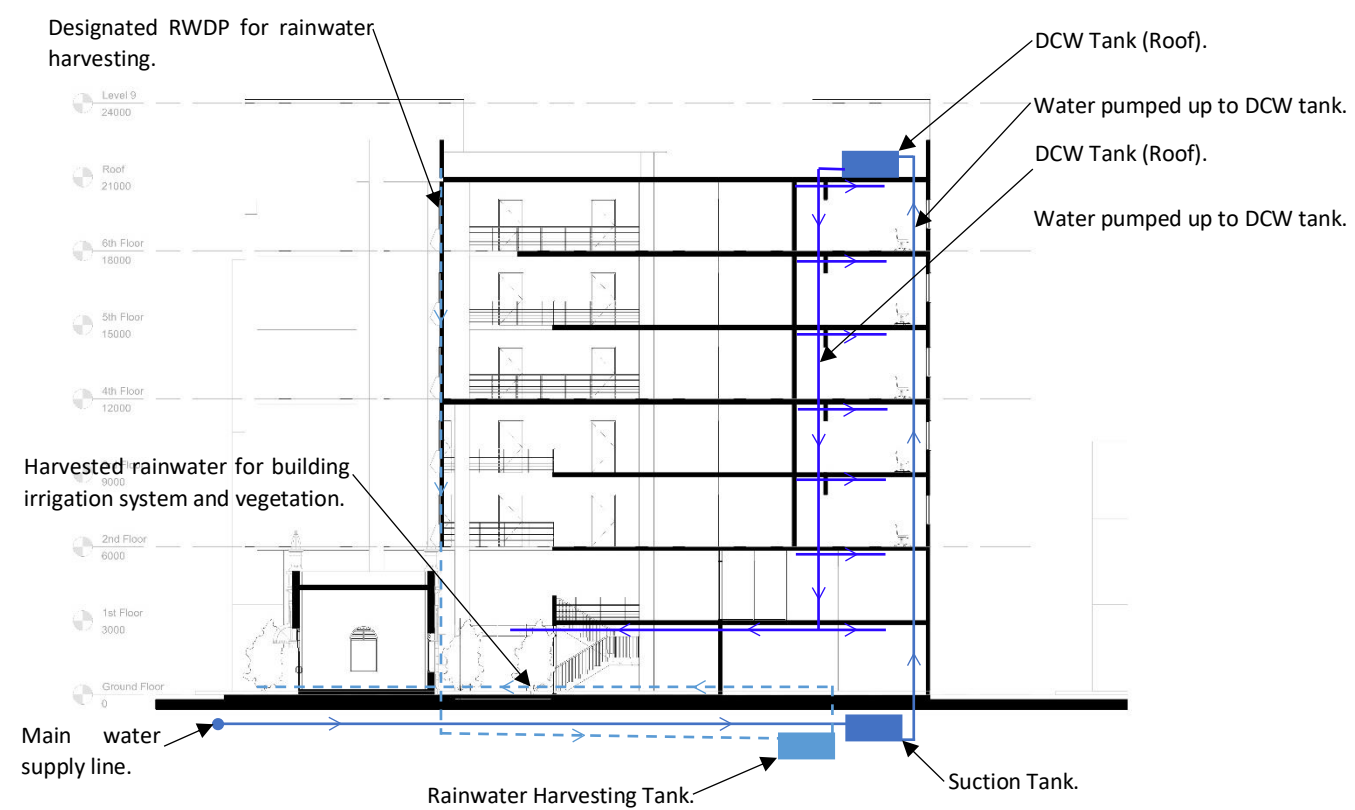 Designated RWDP for rainwater
harvesting.
DCW Tank (Roof).
Water pumped up to DCW tank.
DCW Tank (Roof).
Water pumped up to DCW tank.
Level 9
24000
Roof
21000
6th Floor
18000
5th Floor
15000
4th Floor
12000
Harvested rainwater for building
irrigation system and vegetation.
9000
2nd Floor
6000
1st Floor
3000
Ground Floor
0
Main water
supply line.
Rainwater Harvesting Tank.
Suction Tank.